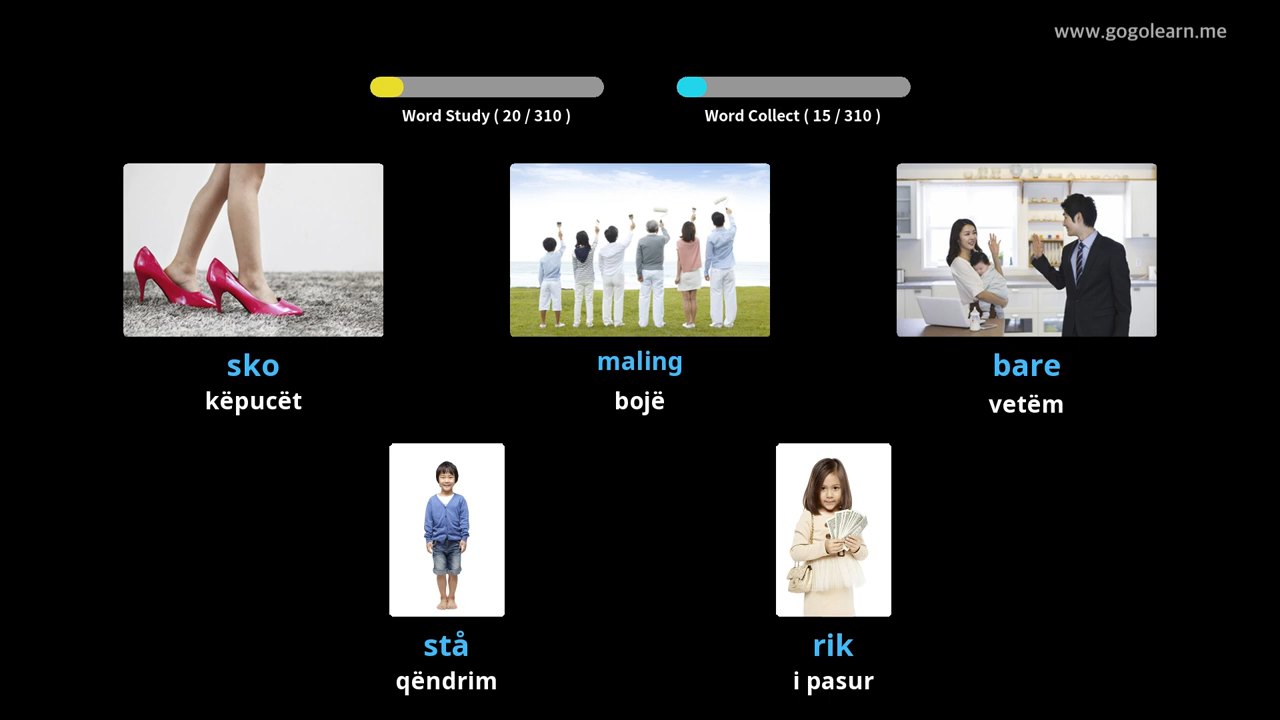 www.gogolearn.me
Word Study ( 20 / 310 )
Word Collect ( 15 / 310 )
sko
këpucët
maling
bojë
bare
vetëm
stå
qëndrim
rik
i pasur